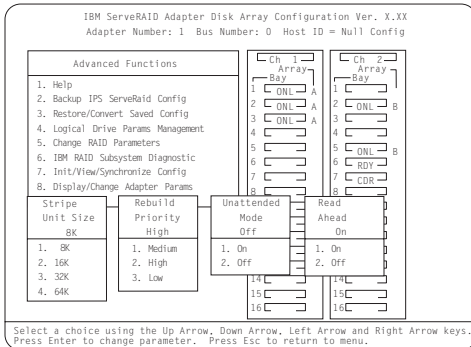 IBM ServeRAID Adapter Disk Array Configuration Ver. X.XX
Adapter Number: 1 Bus Number: 0 Host ID = Null Config
Advanced Functions
1. Help
2. Backup IPS ServeRaid Config
3. Restore/Convert Saved Config
4. Logical Drive Params Management
5. Change RAID Parameters
6. IBM RAID Subsystem Diagnostic
7. Init/View/Synchronize Config
8. Display/Change Adapter Params
Ch 1
Array
Bay
1 ONL A
2 ONL A
3 ONL A
4
5
6
7
8
14
15
16
Ch 2
Array
Bay
1
2 ONL B
3
4
5 ONL B
6 RDY
7 CDR
8
14
15
16
Stripe
Unit Size
8K
1. 8K
2. 16K
3. 32K
4. 64K
Rebuild
Priority
High
1. Medium
2. High
3. Low
Unattended
Mode
Off
1. On
2. Off
Read
Ahead
On
1. On
2. Off
Select a choice using the Up Arrow, Down Arrow, Left Arrow and Right Arrow keys.
Press Enter to change parameter. Press Esc to return to menu.